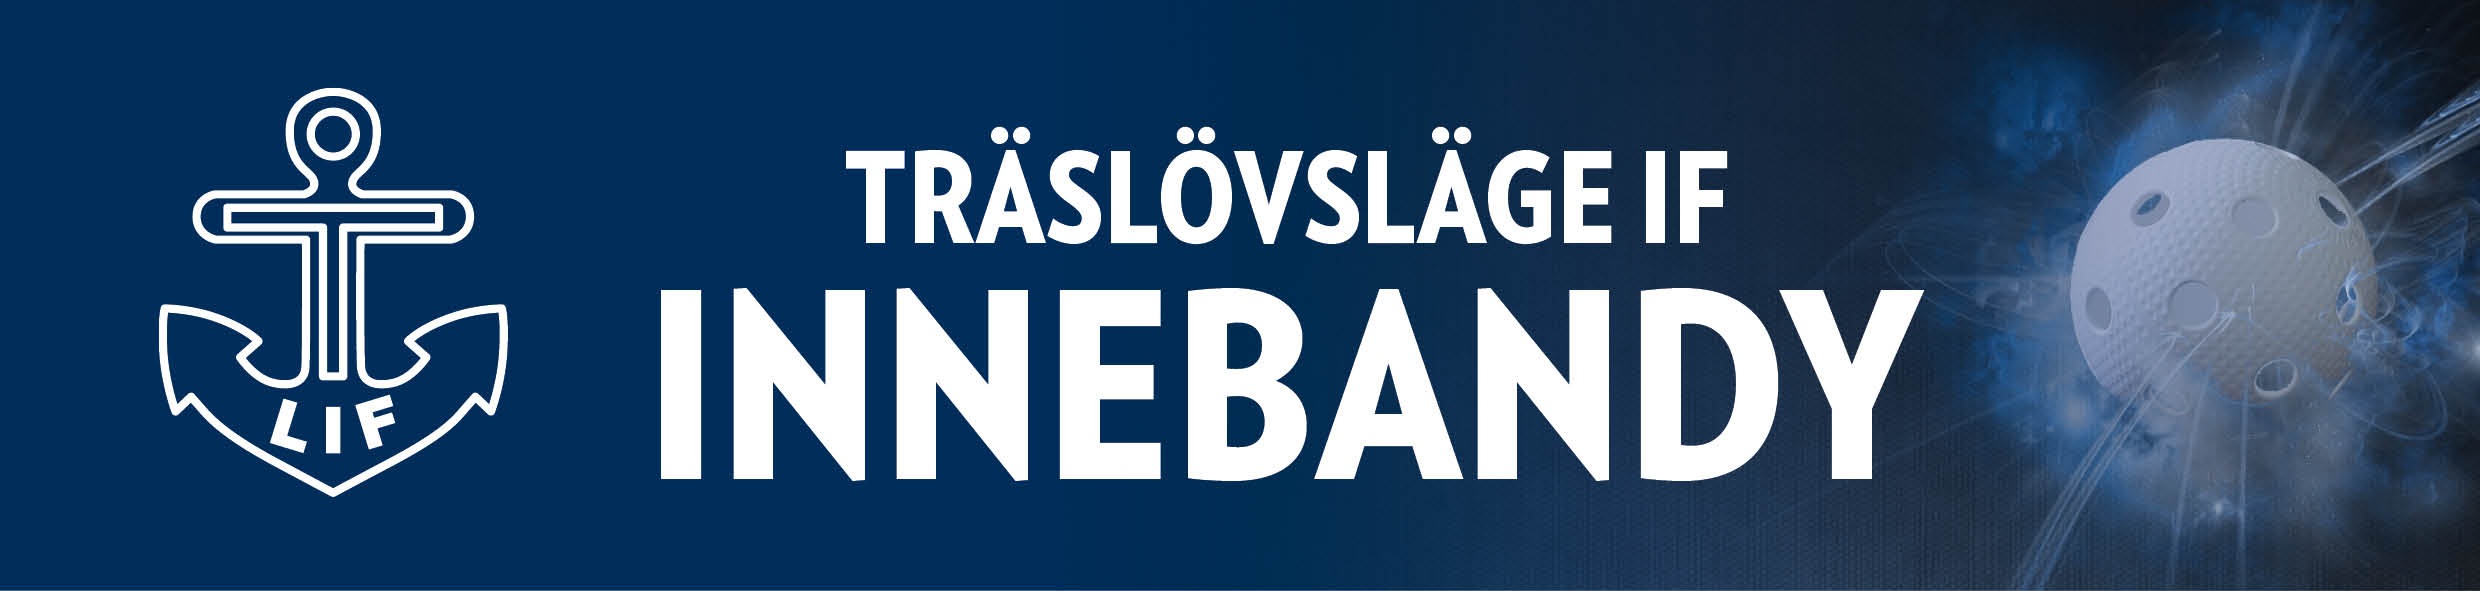 T
LIF
TRÄSLÖVSLÄGE IF
INNEBANDY